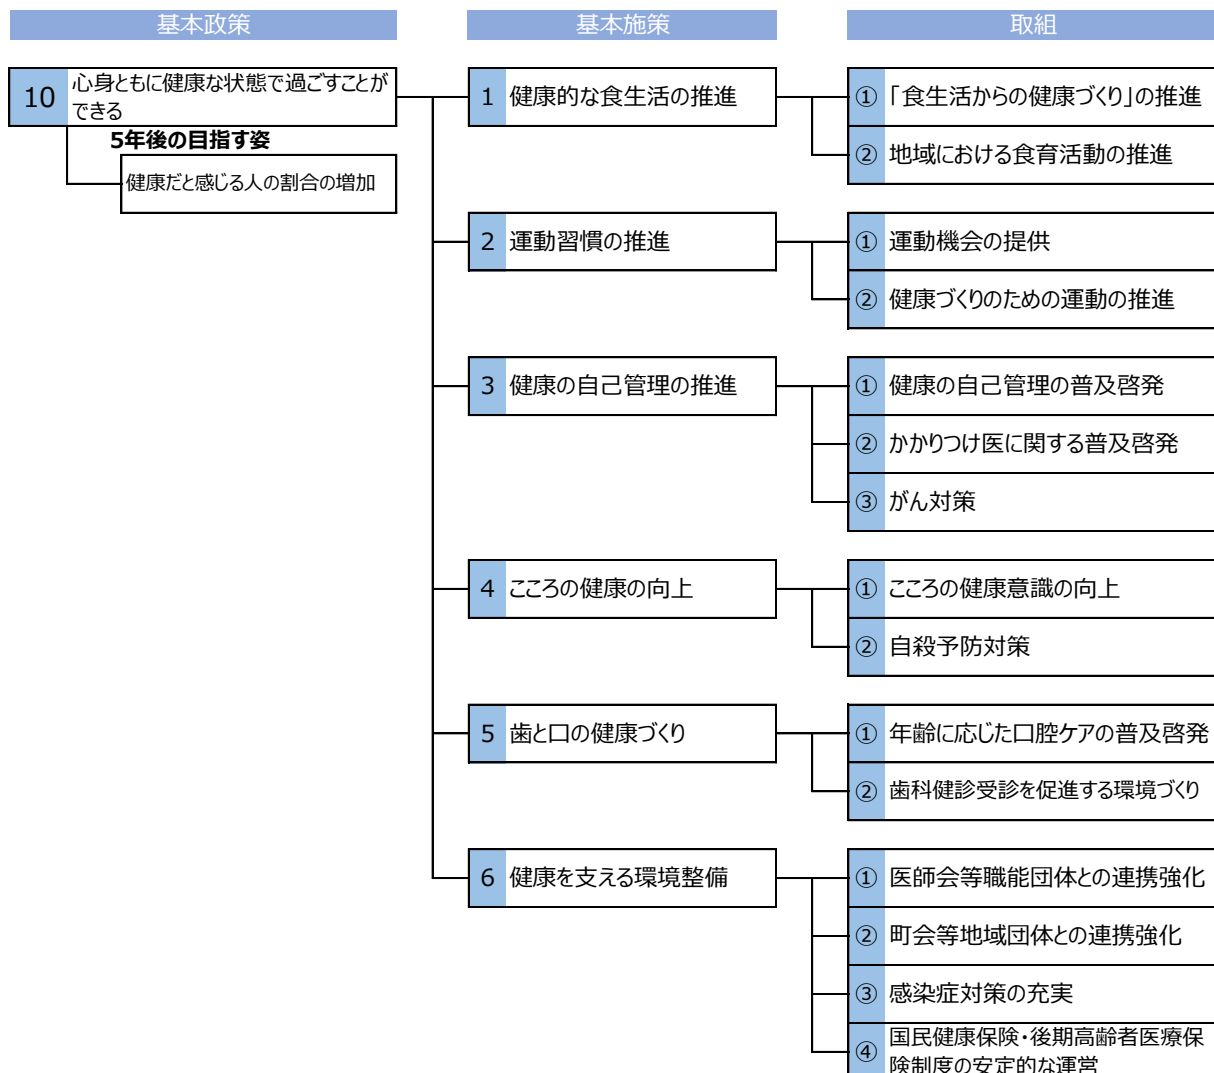 基本政策
基本施策
取組
10
心身ともに健康な状態で過ごすことが
できる
5年後の目指す姿
健康だと感じる人の割合の増加
1 健康的な食生活の推進
① 「食生活からの健康づくり」の推進
② 地域における食育活動の推進
2 運動習慣の推進
① 運動機会の提供
② 健康づくりのための運動の推進
3 健康の自己管理の推進
① 健康の自己管理の普及啓発
② かかりつけ医に関する普及啓発
③ がん対策
4 こころの健康の向上
① こころの健康意識の向上
② 自殺予防対策
5 歯と口の健康づくり
① 年齢に応じた口腔ケアの普及啓発
② 歯科健診受診を促進する環境づくり
6 健康を支える環境整備
① 医師会等職能団体との連携強化
② 町会等地域団体との連携強化
③ 感染症対策の充実
④ 国民健康保険・後期高齢者医療保
険制度の安定的な運営